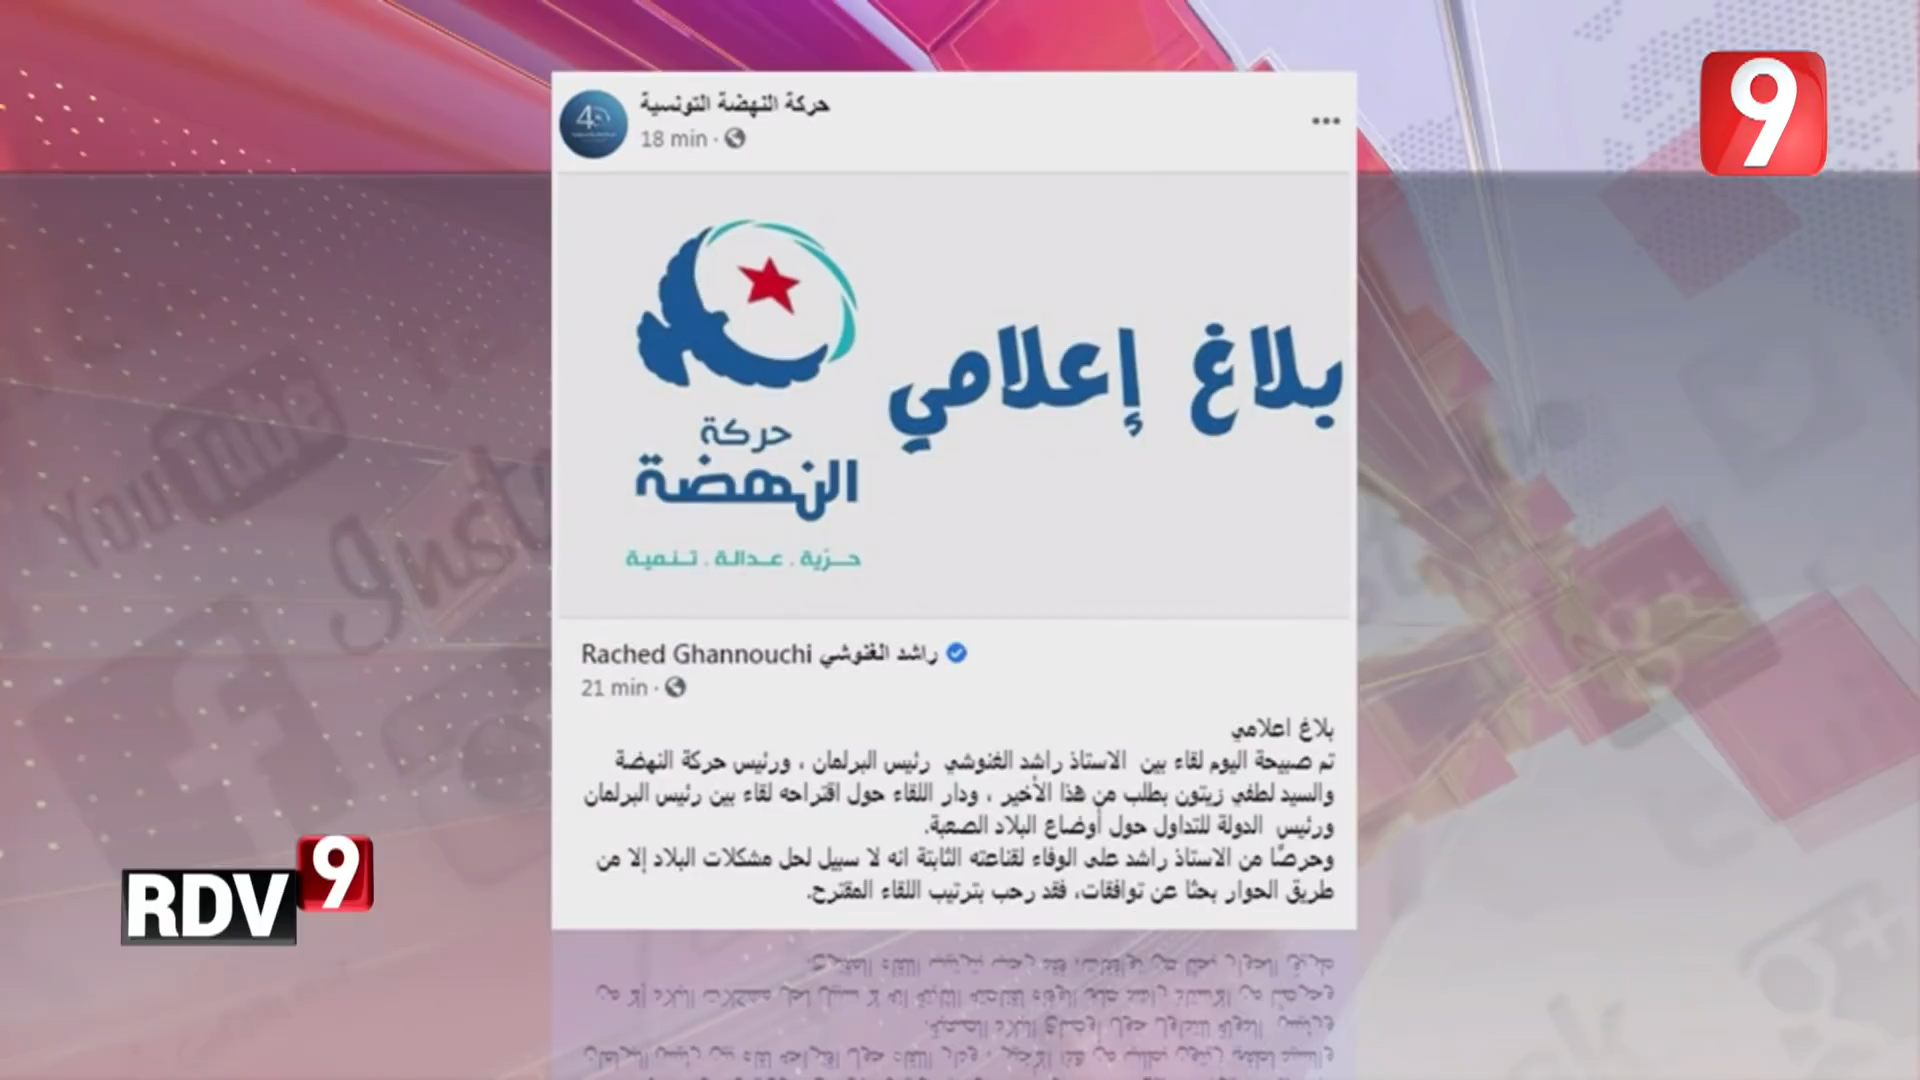 حركة النهضة التونسية
18 min ·
9
بلاغ إعلامي
حركة
النهضة
حرّية . عدالة . تنمية
Rached Ghannouchi راشد الغنوشي
21 min ·
بلاغ اعلامي
تم صبيحة اليوم لقاء بين الاستاذ راشد الغنوشي رئيس البرلمان ، ورئيس حركة النهضة
والسيد لطفي زيتون بطلب من هذا الأخير ، ودار اللقاء حول اقتراحه لقاء بين رئيس البرلمان
ورئيس الدولة للتداول حول أوضاع البلاد الصعبة.
وحرصًا من الاستاذ راشد على الوفاء لقناعته الثابتة انه لا سبيل لحل مشكلات البلاد إلا من
طريق الحوار بحثا عن توافقات، فقد رحب بترتيب اللقاء المقترح.
RDV 9
YouTube